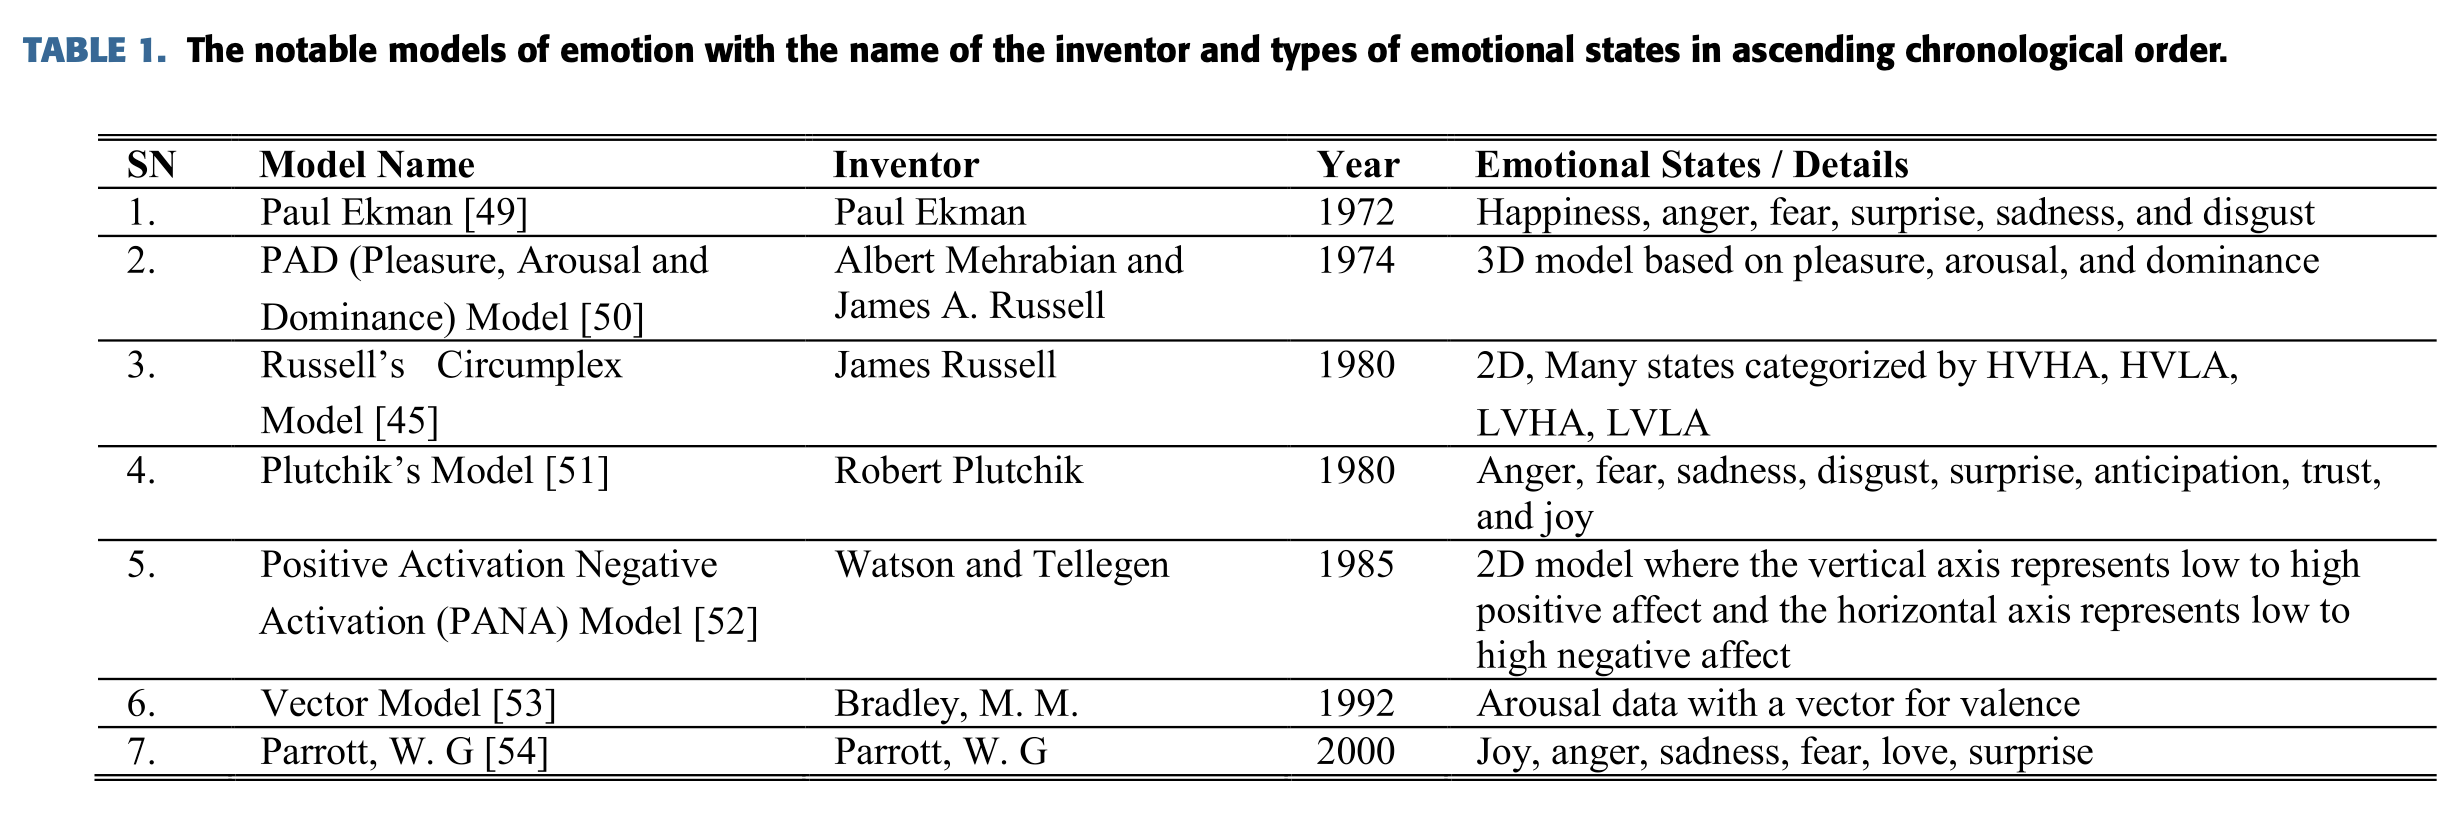 TABLE 1. The notable models of emotion with the name of the inventor and types of emotional states in ascending chronological order.
SN Model Name Inventor Year Emotional States / Details
1. Paul Ekman [49] Paul Ekman 1972 Happiness, anger, fear, surprise, sadness, and disgust
2. PAD (Pleasure, Arousal and Albert Mehrabian and 1974 3D model based on pleasure, arousal, and dominance
Dominance) Model [50] James A. Russell
3. Russell’s Circumplex James Russell 1980 2D, Many states categorized by HVHA, HVLA,
Model [45] LVHA, LVLA
4. Plutchik’s Model [51] Robert Plutchik 1980 Anger, fear, sadness, disgust, surprise, anticipation, trust,
and joy
5. Positive Activation Negative Watson and Tellegen 1985 2D model where the vertical axis represents low to high
Activation (PANA) Model [52] positive affect and the horizontal axis represents low to
high negative affect
6. Vector Model [53] Bradley, M. M. 1992 Arousal data with a vector for valence
7. Parrott, W. G [54] Parrott, W. G 2000 Joy, anger, sadness, fear, love, surprise